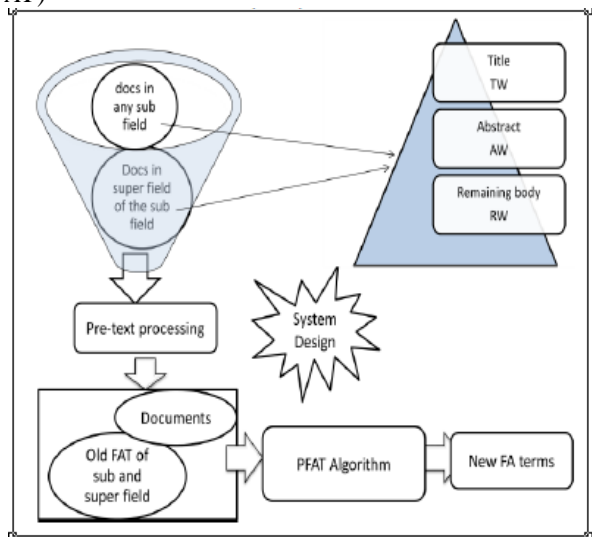 docs in
any sub
field
Docs in
super field
of the sub
field
Title
TW
Abstract
AW
Remaining body
RW
Pre-text processing
System
Design
Documents
Old FAT of
sub and
super field
PFAT Algorithm
New FA terms